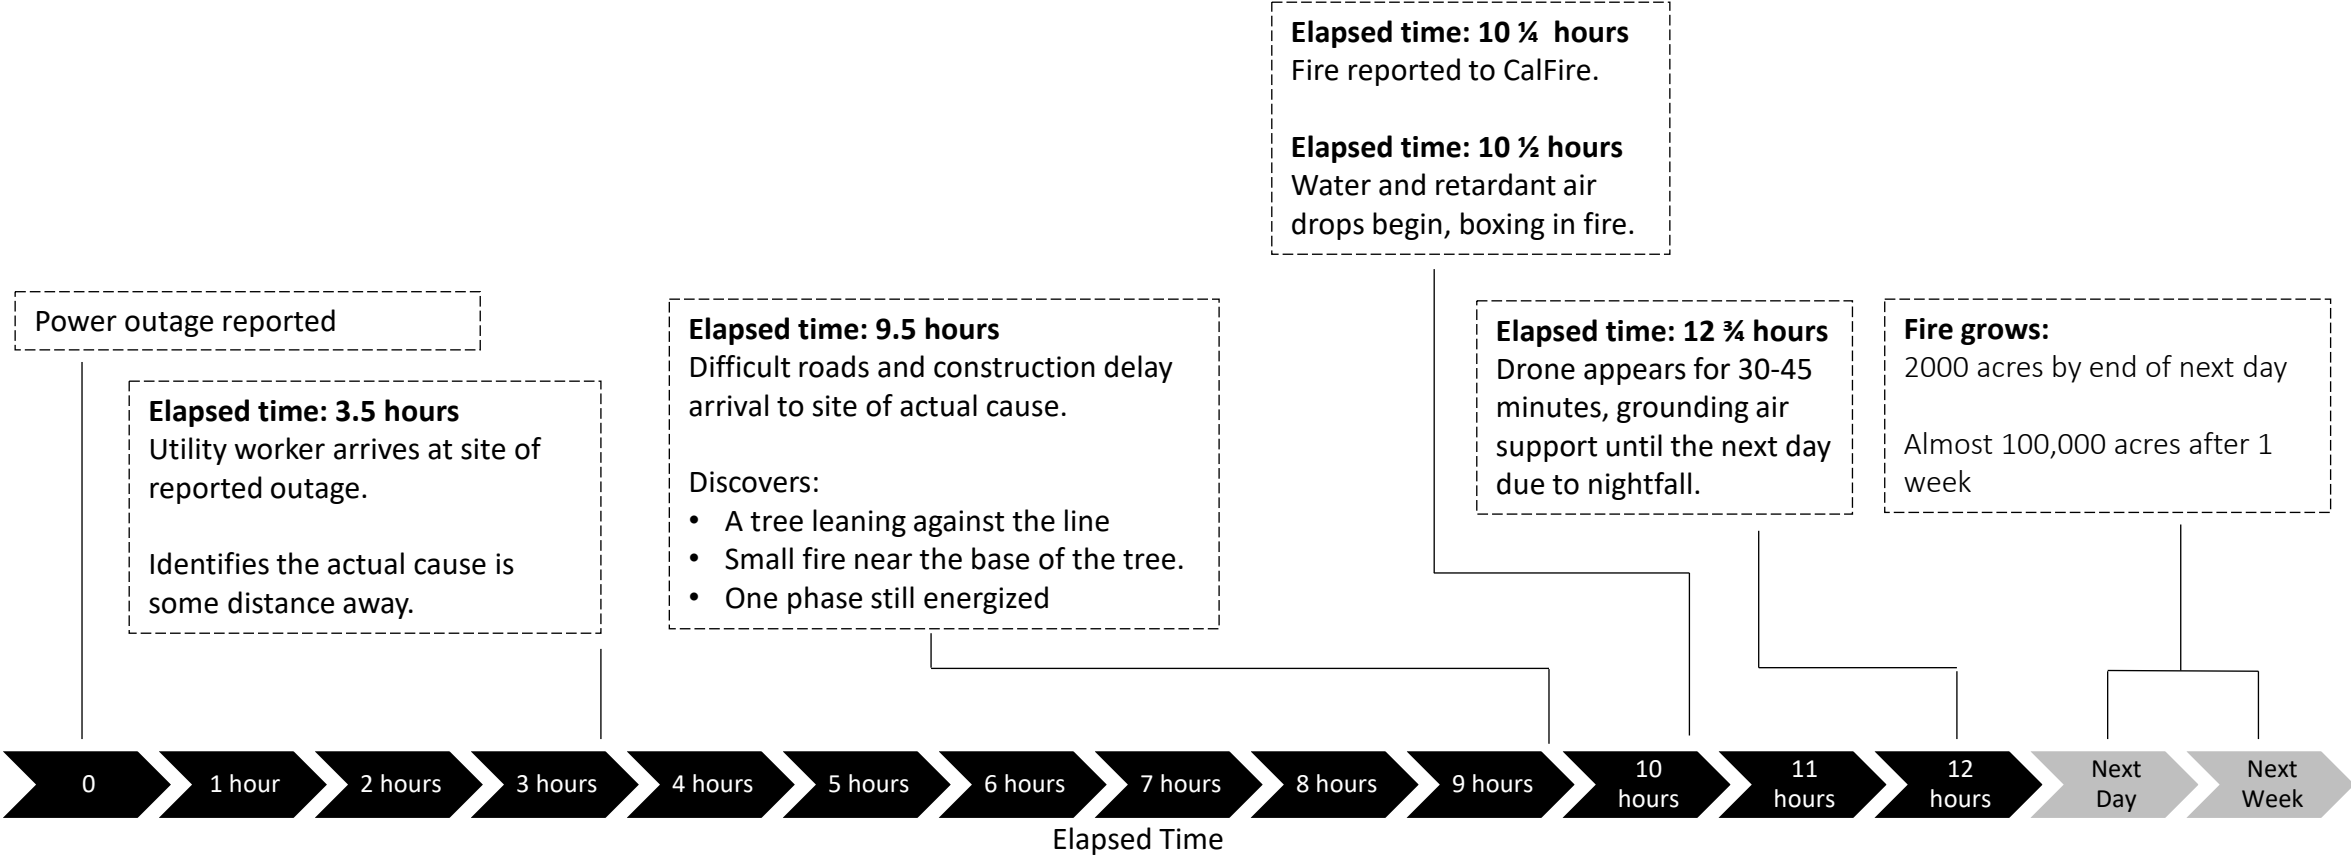 Power outage reported
Elapsed time: 3.5 hours
Utility worker arrives at site of
reported outage.
Identifies the actual cause is
some distance away.
Elapsed time: 9.5 hours
Difficult roads and construction delay
arrival to site of actual cause.
Discovers:
• A tree leaning against the line
• Small fire near the base of the tree.
• One phase still energized
Elapsed time: 10 ¼ hours
Fire reported to CalFire.
Elapsed time: 10 ½ hours
Water and retardant air
drops begin, boxing in fire.
Elapsed time: 12 ¾ hours
Drone appears for 30-45
minutes, grounding air
support until the next day
due to nightfall.
Fire grows:
2000 acres by end of next day
Almost 100,000 acres after 1
week
0
1 hour
2 hours
3 hours
4 hours
5 hours
6 hours
7 hours
8 hours
9 hours
10
hours
11
hours
12
hours
Next
Day
Next
Week
Elapsed Time